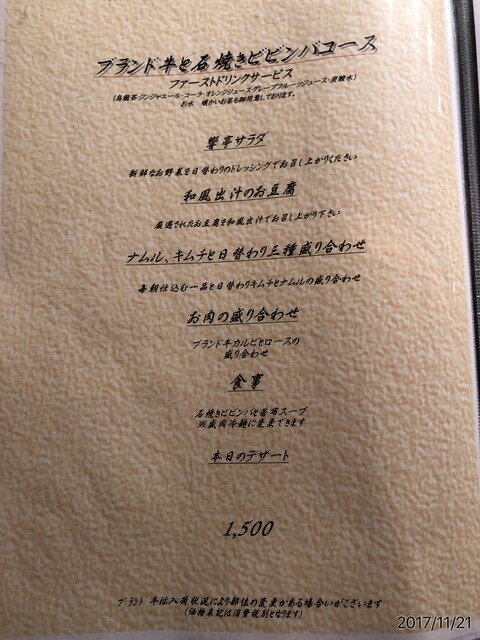 ブランド牛と石焼きビビンバコース
ファーストドリンクサービス
(烏龍茶・ジンジャエール・コーラ・オレンジジュース・グレープフルーツジュース・炭酸水)
お水 暖かいお茶も御用意しております。
響亭サラダ
新鮮なお野菜を日替わりのドレッシングでお召し上がりください
和風出汁のお豆腐
厳選されたお豆腐を和風出汁でお召し上がり下さい
ナムル、キムチと日替わり三種盛り合わせ
毎朝仕込む一品と日替わりキムチとナムルの盛り合わせ
お肉の盛り合わせ
ブランド牛カルビとロースの
盛り合わせ
食事
石焼きビビンバと若布スープ
※盛岡冷麺に変更できます
本日のデザート
1,500
ブランド 牛は入荷状況により部位の変更がある場合いがございます
(価格表記は消費税別となります)
2017/11/21